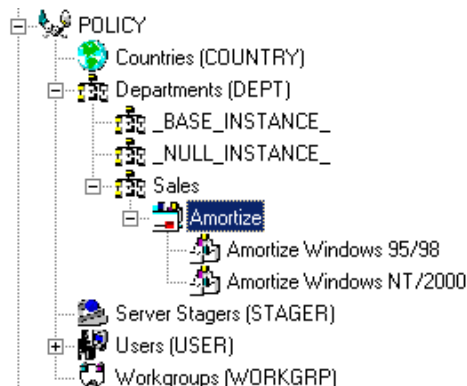 POLICY
Countries (COUNTRY)
Departments (DEPT)
_BASE_INSTANCE_
_NULL_INSTANCE_
Sales
Amortize
Amortize Windows 95/98
Amortize Windows NT/2000
Server Stagers (STAGER)
Users (USER)
Workgroups (WORKGRP)